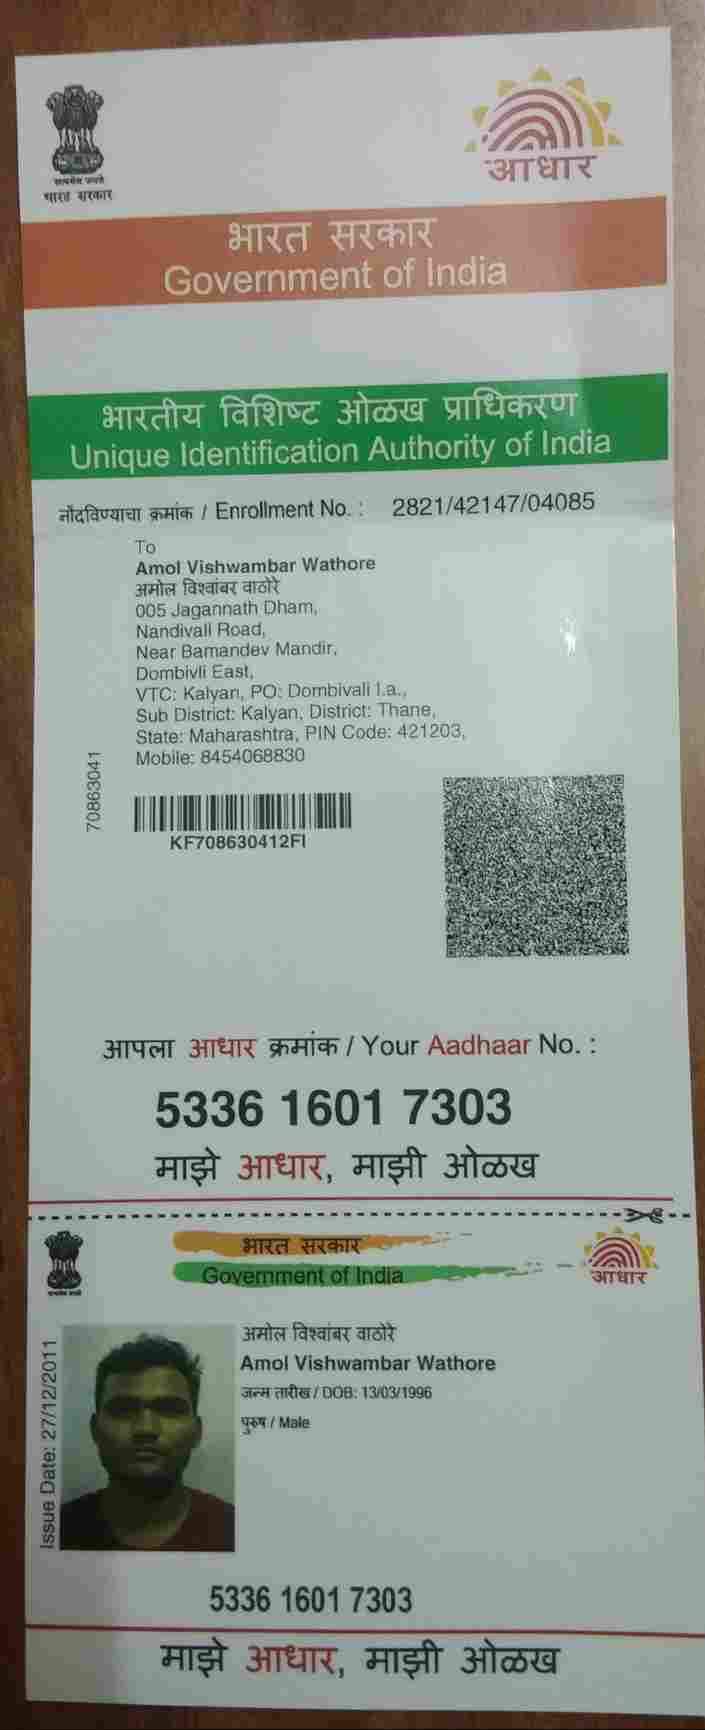 सत्यमेव जयते
भारत सरकार
आधार
भारत सरकार
Government of India
भारतीय विशिष्ट ओळख प्राधिकरण
Unique Identification Authority of India
नोंदविण्याचा क्रमांक / Enrollment No. : 2821/42147/04085
To
Amol Vishwambar Wathore
अमोल विश्वांबर वाठोरे
005 Jagannath Dham,
Nandivali Road,
Near Bamandev Mandir,
Dombivli East,
VTC: Kalyan, PO: Dombivali I.a.,
Sub District: Kalyan, District: Thane,
State: Maharashtra, PIN Code: 421203,
Mobile: 8454068830
70863041
KF708630412FI
आपला आधार क्रमांक / Your Aadhaar No. :
5336 1601 7303
माझे आधार, माझी ओळख
भारत सरकार
Government of India
आधार
Issue Date: 27/12/2011
अमोल विश्वांबर वाठोरे
Amol Vishwambar Wathore
जन्म तारीख / DOB: 13/03/1996
पुरुष / Male
5336 1601 7303
माझे आधार, माझी ओळख